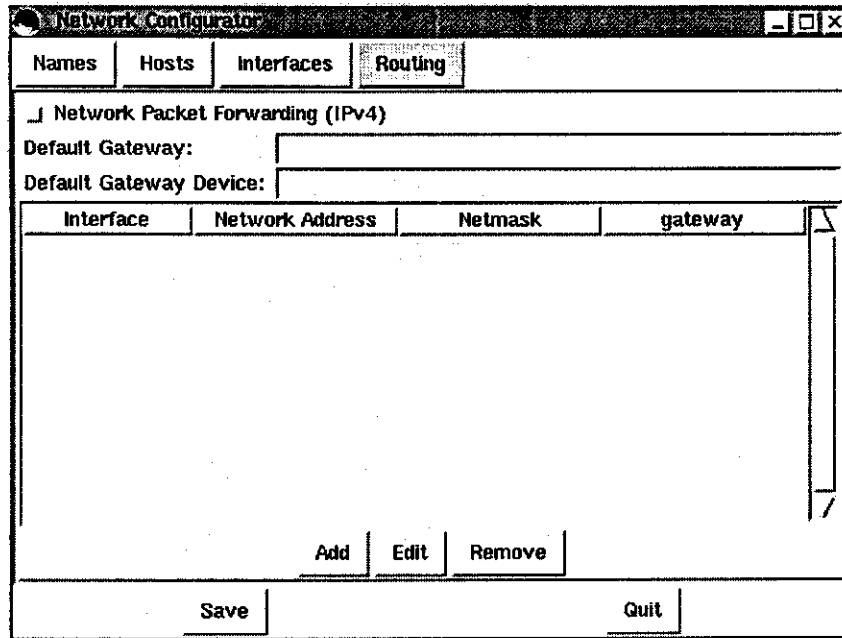 Network Configurator
Names Hosts Interfaces Routing
Network Packet Forwarding (IPv4)
Default Gateway:
Default Gateway Device:
Interface Network Address Netmask gateway
Add Edit Remove
Save Quit